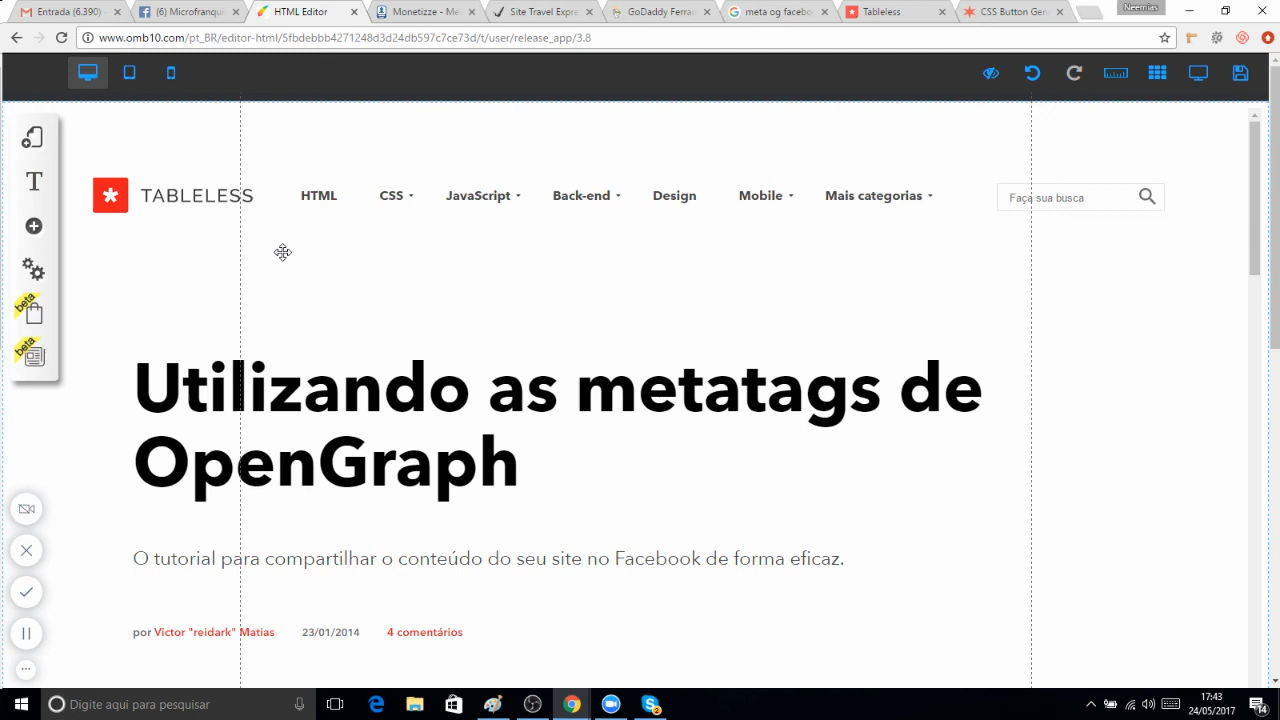 Entrada (6.390) -
(6) Microfranqu
HTML Editor
Monetizze - Me
Site Travel Expre
GoDaddy Ferran
meta og facebo
Tableless
CSS Button Gen
Neemias
www.omb10.com/pt_BR/editor-html/5fbdebbb4271248d3d24db597c7ce73d/t/user/release_app/3.8
TABLELESS
HTML
CSS
JavaScript
Back-end
Design
Mobile
Mais categorias
Faça sua busca
beta
beta
Utilizando as metatags de
OpenGraph
O tutorial para compartilhar o conteúdo do seu site no Facebook de forma eficaz.
por Victor "reidark" Matias 23/01/2014 4 comentários
Digite aqui para pesquisar
17:43
24/05/2017
14
2